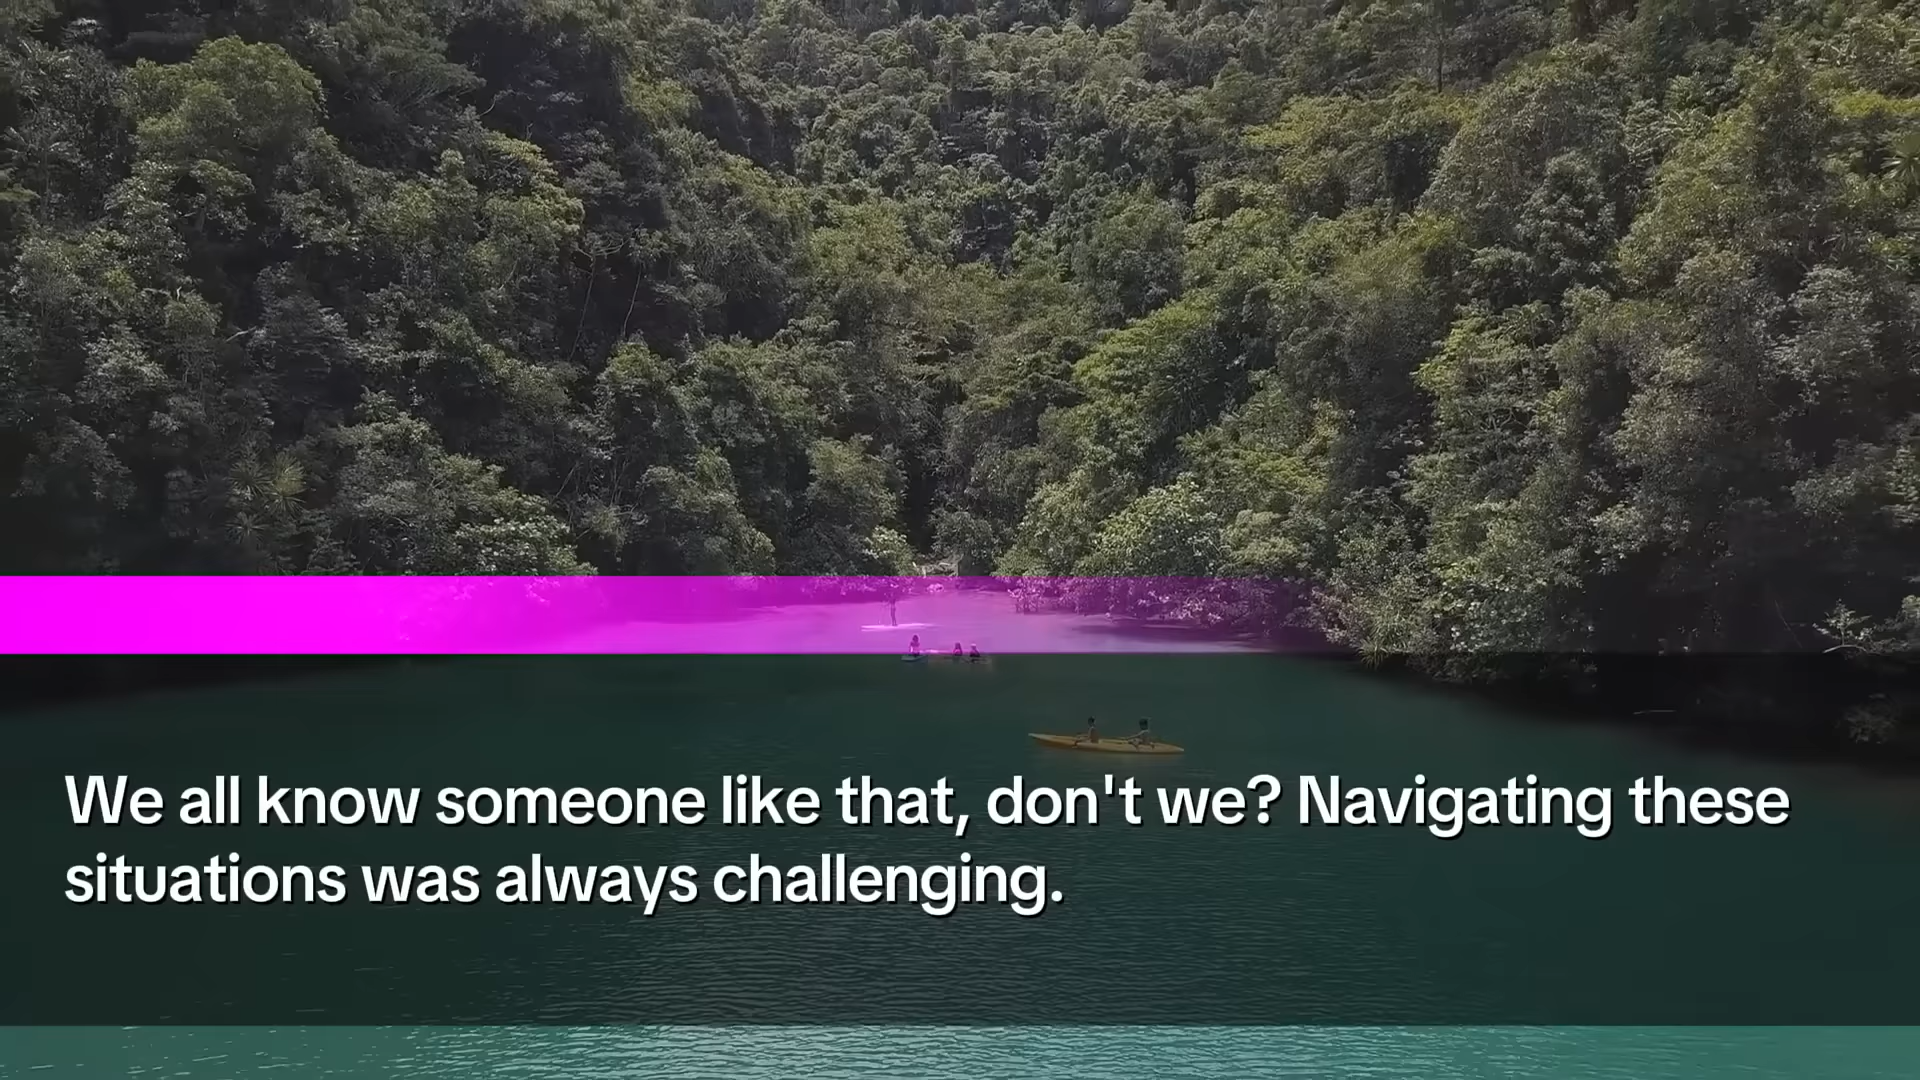 We all know someone like that, don't we? Navigating these
situations was always challenging.